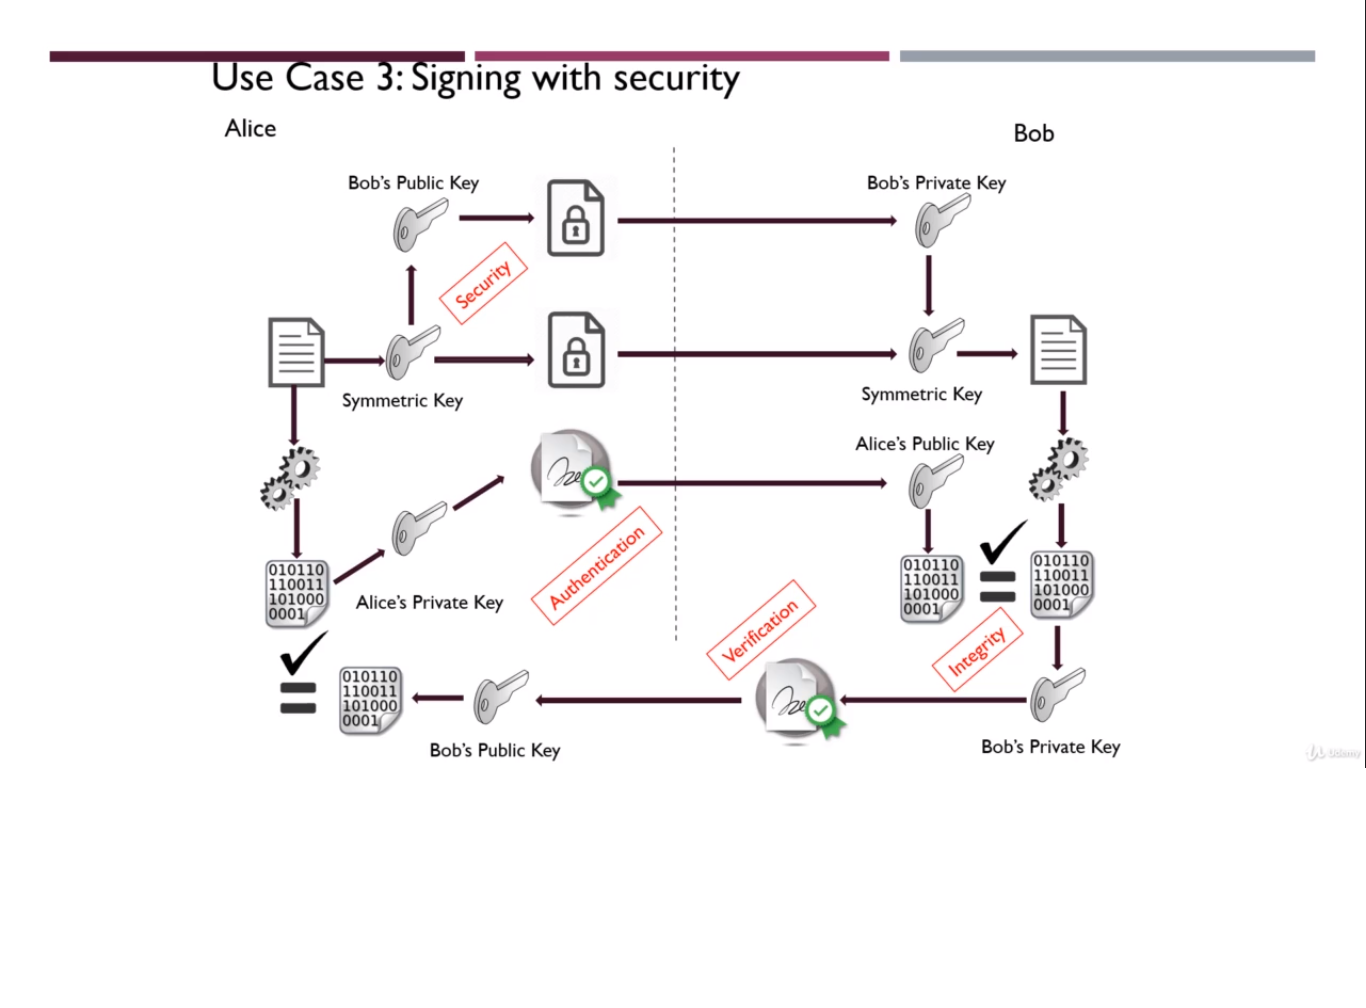 Use Case 3: Signing with security
Alice
Bob
Bob's Public Key
Bob's Private Key
Security
Symmetric Key
Symmetric Key
Alice's Public Key
010110
110011
101000
0001
Alice's Private Key
Authentication
010110
110011
101000
0001
010110
110011
101000
0001
Verification
Integrity
010110
110011
101000
0001
Bob's Public Key
Bob's Private Key
Udemy